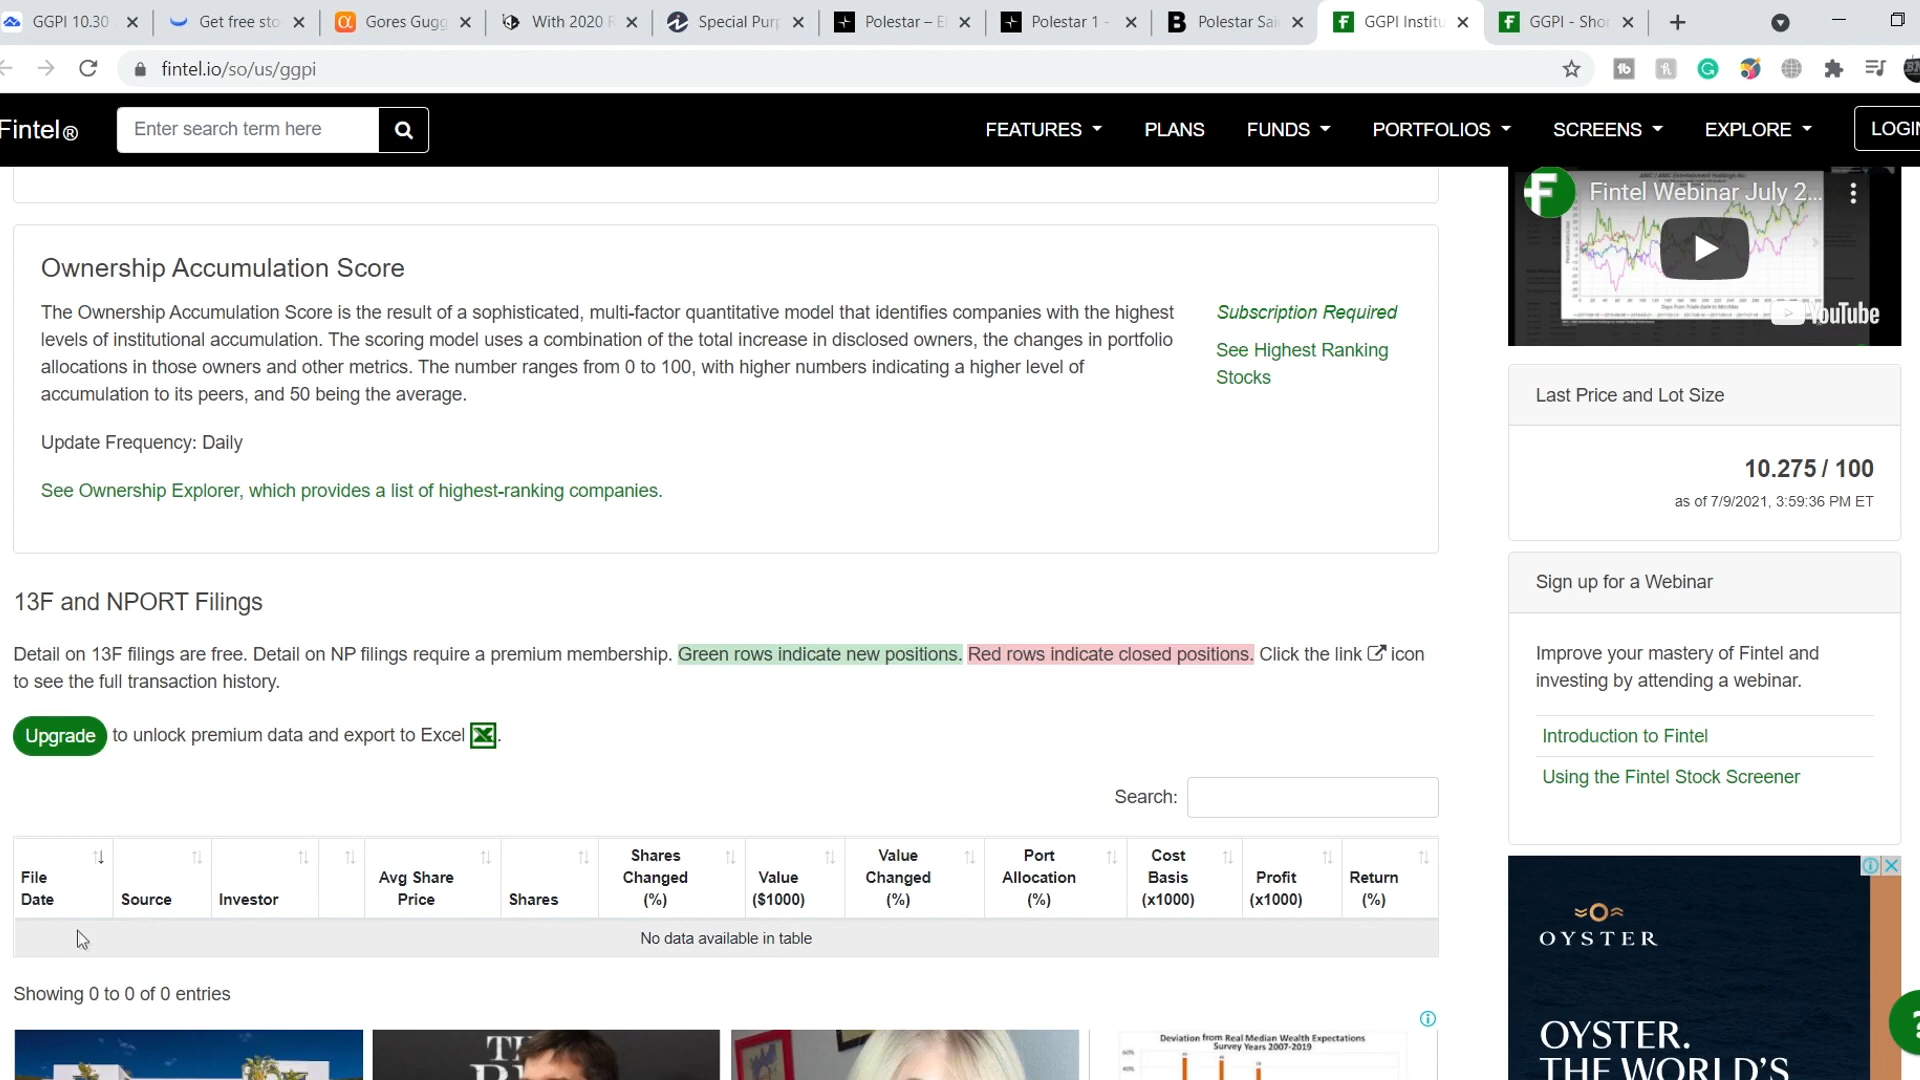 GGPI 10.30
Get free sto
Gores Gugg
With 2020 F
Special Purp
Polestar – El
Polestar 1 -
Polestar Sai
GGPI Institu
GGPI - Shor
fintel.io/so/us/ggpi
Fintel®
Enter search term here
FEATURES
PLANS
FUNDS
PORTFOLIOS
SCREENS
EXPLORE
LOGIN
Ownership Accumulation Score
The Ownership Accumulation Score is the result of a sophisticated, multi-factor quantitative model that identifies companies with the highest
levels of institutional accumulation. The scoring model uses a combination of the total increase in disclosed owners, the changes in portfolio
allocations in those owners and other metrics. The number ranges from 0 to 100, with higher numbers indicating a higher level of
accumulation to its peers, and 50 being the average.
Update Frequency: Daily
See Ownership Explorer, which provides a list of highest-ranking companies.
Subscription Required
See Highest Ranking
Stocks
13F and NPORT Filings
Detail on 13F filings are free. Detail on NP filings require a premium membership. Green rows indicate new positions. Red rows indicate closed positions. Click the link icon
to see the full transaction history.
Upgrade to unlock premium data and export to Excel .
Search:
File
Date
Source
Investor
Avg Share
Price
Shares
Shares
Changed
(%)
Value
($1000)
Value
Changed
(%)
Port
Allocation
(%)
Cost
Basis
(x1000)
Profit
(x1000)
Return
(%)
No data available in table
Showing 0 to 0 of 0 entries
Fintel Webinar July 2...
YouTube
Last Price and Lot Size
10.275 / 100
as of 7/9/2021, 3:59:36 PM ET
Sign up for a Webinar
Improve your mastery of Fintel and
investing by attending a webinar.
Introduction to Fintel
Using the Fintel Stock Screener
OYSTER
OYSTER.
THE WORLD'S
Deviation from Real Median Wealth Expectations
Survey Years 2007-2019